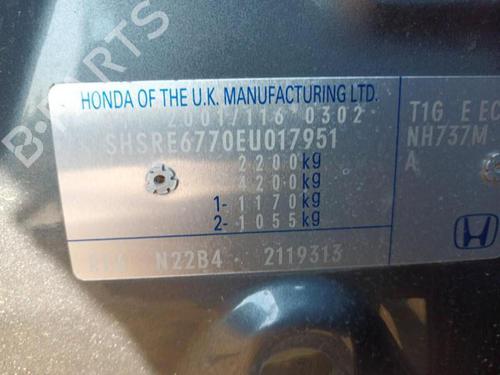 B-PARTS
HONDA OF THE U.K. MANUFACTURING LTD.
2001/116 0302
SHSRE6770EU017951
2200kg
4200kg
1- 1170kg
2- 1055kg
N22B4 - 2119313
T1G E EC
NH737M
A